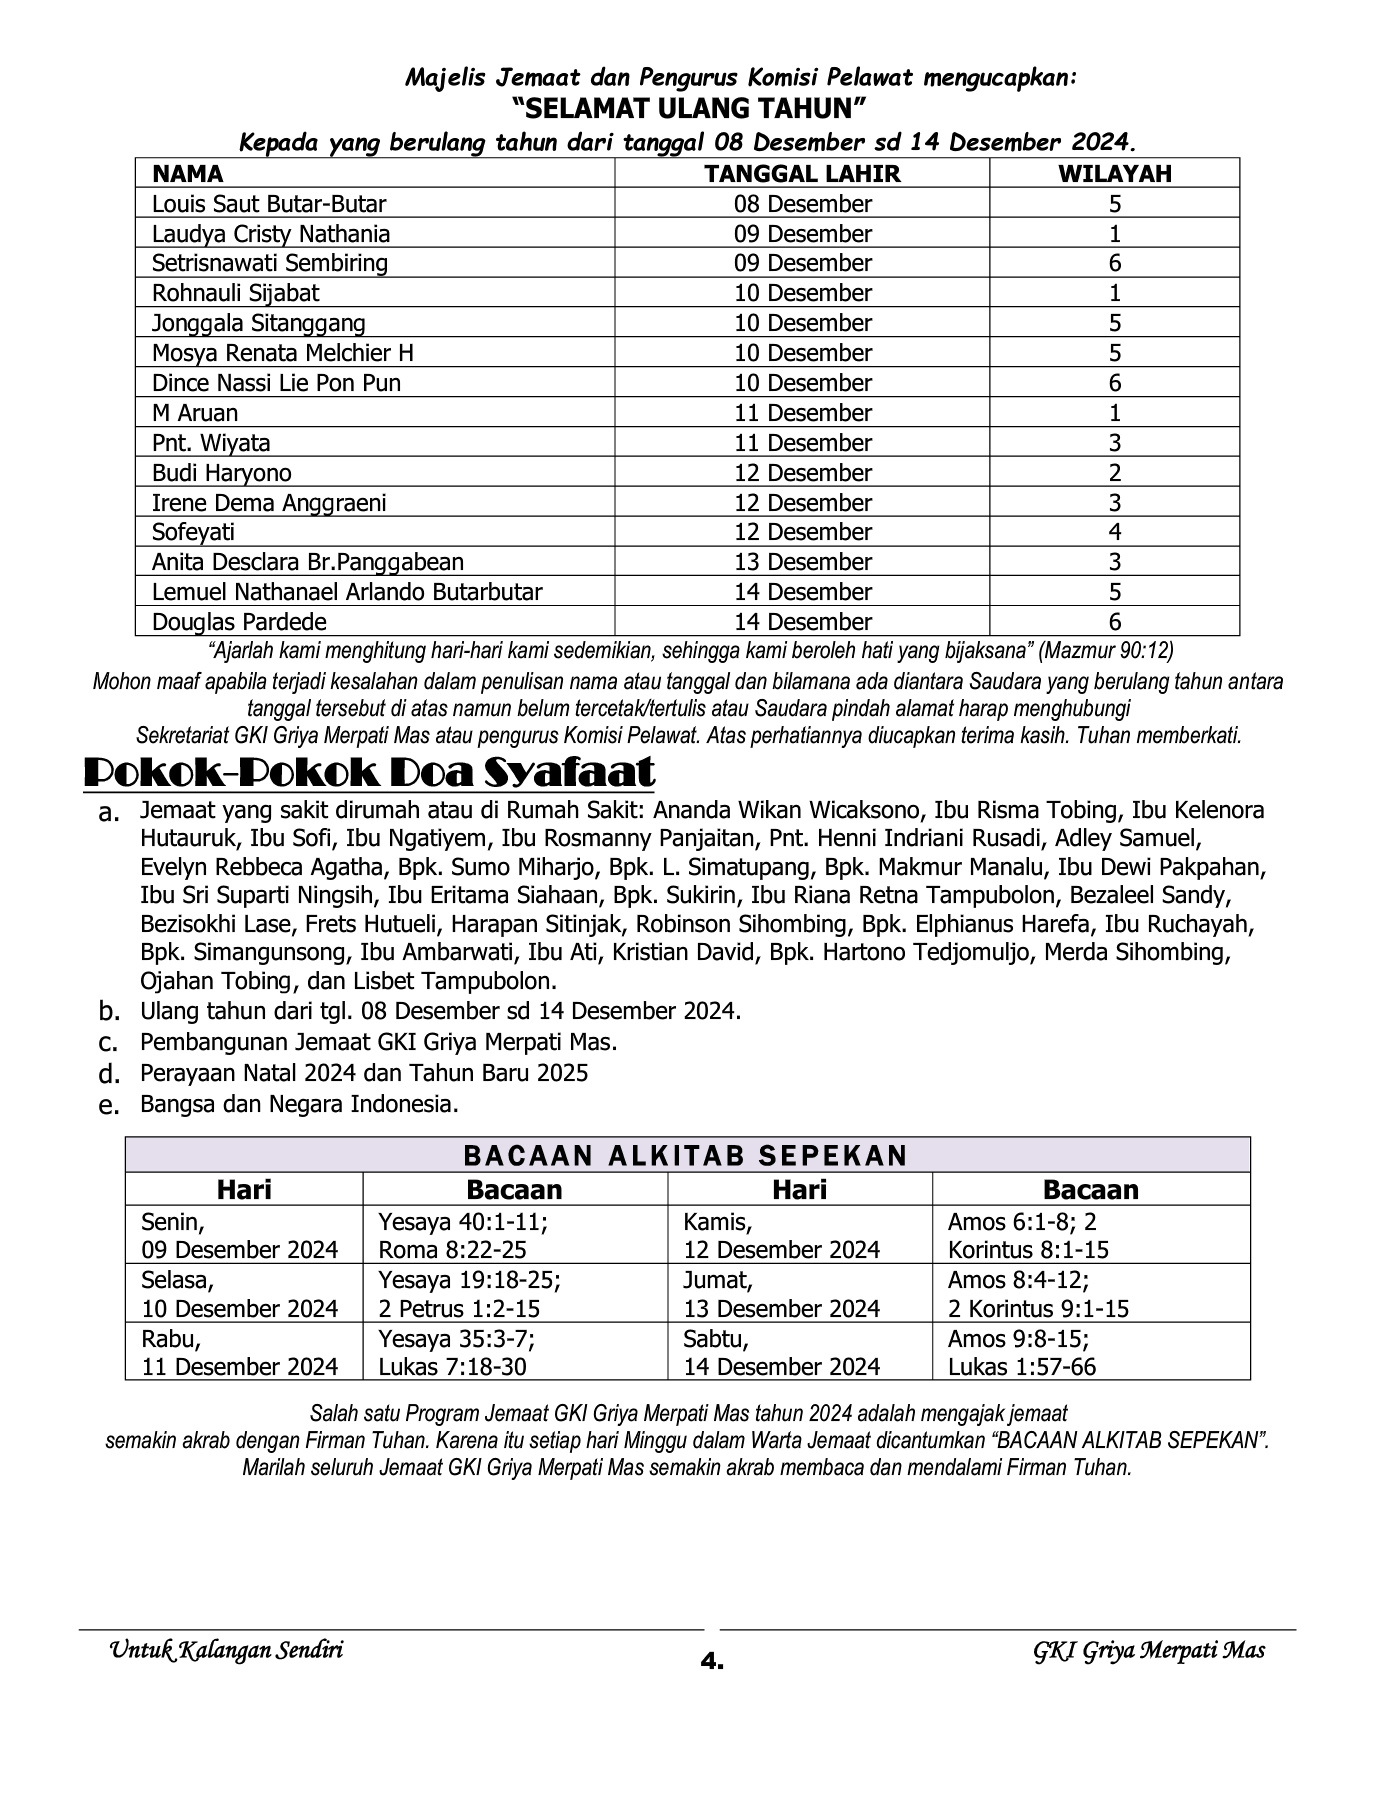 Majelis Jemaat dan Pengurus Komisi Pelawat mengucapkan:
“SELAMAT ULANG TAHUN”
Kepada yang berulang tahun dari tanggal 08 Desember sd 14 Desember 2024.
NAMA TANGGAL LAHIR WILAYAH
Louis Saut Butar-Butar 08 Desember 5
Laudya Cristy Nathania 09 Desember 1
Setrisnawati Sembiring 09 Desember 6
Rohnauli Sijabat 10 Desember 1
Jonggala Sitanggang 10 Desember 5
Mosya Renata Melchier H 10 Desember 5
Dince Nassi Lie Pon Pun 10 Desember 6
M Aruan 11 Desember 1
Pnt. Wiyata 11 Desember 3
Budi Haryono 12 Desember 2
Irene Dema Anggraeni 12 Desember 3
Sofeyati 12 Desember 4
Anita Desclara Br.Panggabean 13 Desember 3
Lemuel Nathanael Arlando Butarbutar 14 Desember 5
Douglas Pardede 14 Desember 6
“Ajarlah kami menghitung hari-hari kami sedemikian, sehingga kami beroleh hati yang bijaksana” (Mazmur 90:12)
Mohon maaf apabila terjadi kesalahan dalam penulisan nama atau tanggal dan bilamana ada diantara Saudara yang berulang tahun antara
tanggal tersebut di atas namun belum tercetak/tertulis atau Saudara pindah alamat harap menghubungi
Sekretariat GKI Griya Merpati Mas atau pengurus Komisi Pelawat. Atas perhatiannya diucapkan terima kasih. Tuhan memberkati.
Pokok-Pokok Doa Syafaat
a. Jemaat yang sakit dirumah atau di Rumah Sakit: Ananda Wikan Wicaksono, Ibu Risma Tobing, Ibu Kelenora
Hutauruk, Ibu Sofi, Ibu Ngatiyem, Ibu Rosmanny Panjaitan, Pnt. Henni Indriani Rusadi, Adley Samuel,
Evelyn Rebbeca Agatha, Bpk. Sumo Miharjo, Bpk. L. Simatupang, Bpk. Makmur Manalu, Ibu Dewi Pakpahan,
Ibu Sri Suparti Ningsih, Ibu Eritama Siahaan, Bpk. Sukirin, Ibu Riana Retna Tampubolon, Bezaleel Sandy,
Bezisokhi Lase, Frets Hutueli, Harapan Sitinjak, Robinson Sihombing, Bpk. Elphianus Harefa, Ibu Ruchayah,
Bpk. Simangunsong, Ibu Ambarwati, Ibu Ati, Kristian David, Bpk. Hartono Tedjomuljo, Merda Sihombing,
Ojahan Tobing, dan Lisbet Tampubolon.
b. Ulang tahun dari tgl. 08 Desember sd 14 Desember 2024.
c. Pembangunan Jemaat GKI Griya Merpati Mas.
d. Perayaan Natal 2024 dan Tahun Baru 2025
e. Bangsa dan Negara Indonesia.
BACAAN ALKITAB SEPEKAN
Hari Bacaan Hari Bacaan
Senin, Yesaya 40:1-11; Kamis, Amos 6:1-8; 2
09 Desember 2024 Roma 8:22-25 12 Desember 2024 Korintus 8:1-15
Selasa, Yesaya 19:18-25; Jumat, Amos 8:4-12;
10 Desember 2024 2 Petrus 1:2-15 13 Desember 2024 2 Korintus 9:1-15
Rabu, Yesaya 35:3-7; Sabtu, Amos 9:8-15;
11 Desember 2024 Lukas 7:18-30 14 Desember 2024 Lukas 1:57-66
Salah satu Program Jemaat GKI Griya Merpati Mas tahun 2024 adalah mengajak jemaat
semakin akrab dengan Firman Tuhan. Karena itu setiap hari Minggu dalam Warta Jemaat dicantumkan “BACAAN ALKITAB SEPEKAN”.
Marilah seluruh Jemaat GKI Griya Merpati Mas semakin akrab membaca dan mendalami Firman Tuhan.
Untuk Kalangan Sendiri 4. GKI Griya Merpati Mas